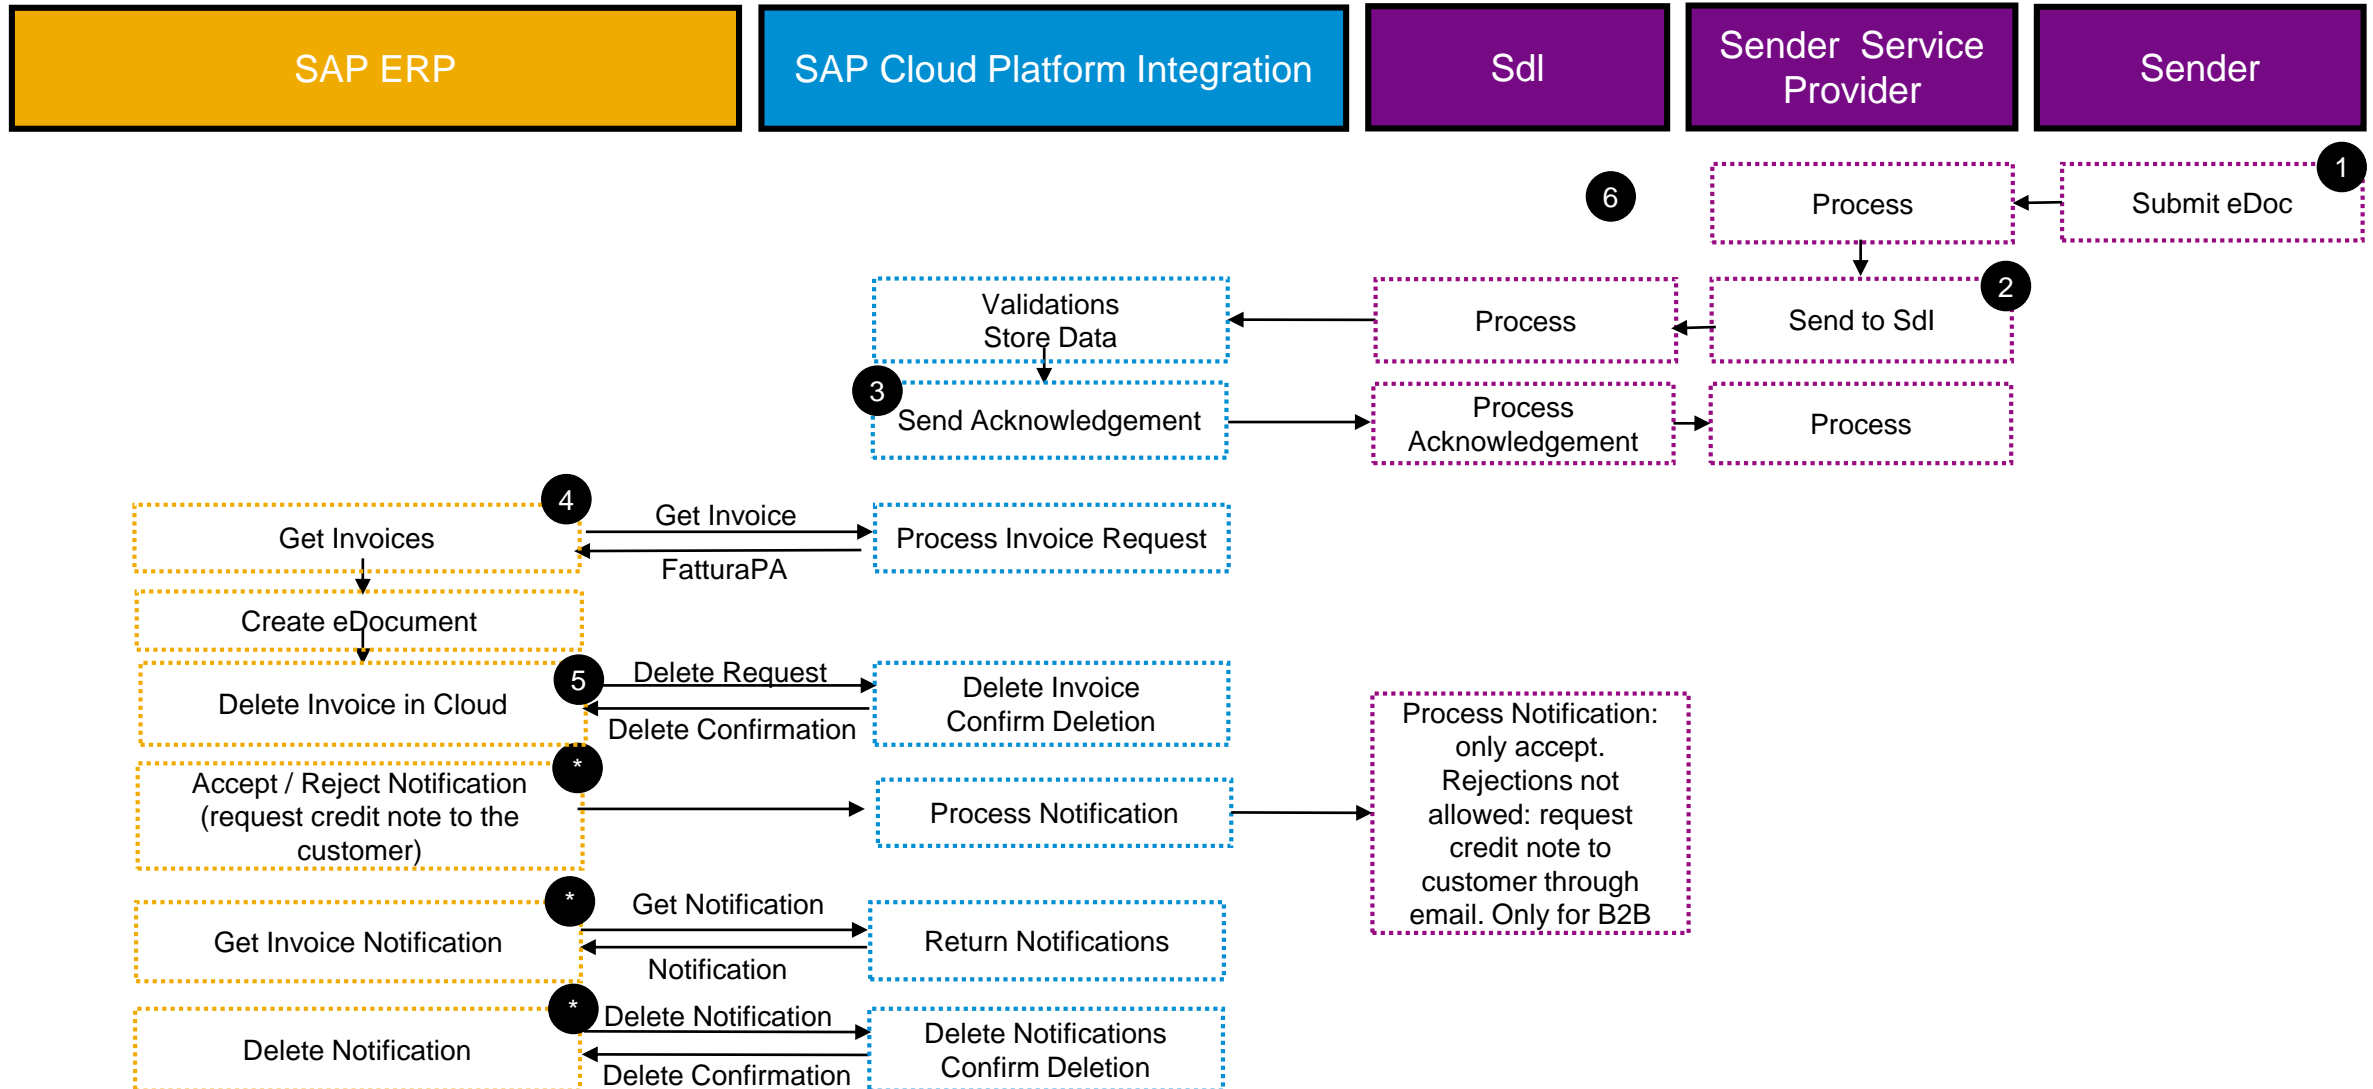 SAP ERP
SAP Cloud Platform Integration
SdI
Sender Service
Provider
Sender
1
6
Process
Submit eDoc
2
Validations
Store Data
Process
Send to SdI
3
Send Acknowledgement
Process
Acknowledgement
Process
4
Get Invoices
Get Invoice
FatturaPA
Process Invoice Request
Create eDocument
5
Delete Invoice in Cloud
Delete Request
Delete Confirmation
Delete Invoice
Confirm Deletion
*
Accept / Reject Notification
(request credit note to the
customer)
Process Notification
Process Notification:
only accept.
Rejections not
allowed: request
credit note to
customer through
email. Only for B2B
*
Get Invoice Notification
Get Notification
Notification
Return Notifications
*
Delete Notification
Delete Notification
Delete Confirmation
Delete Notifications
Confirm Deletion